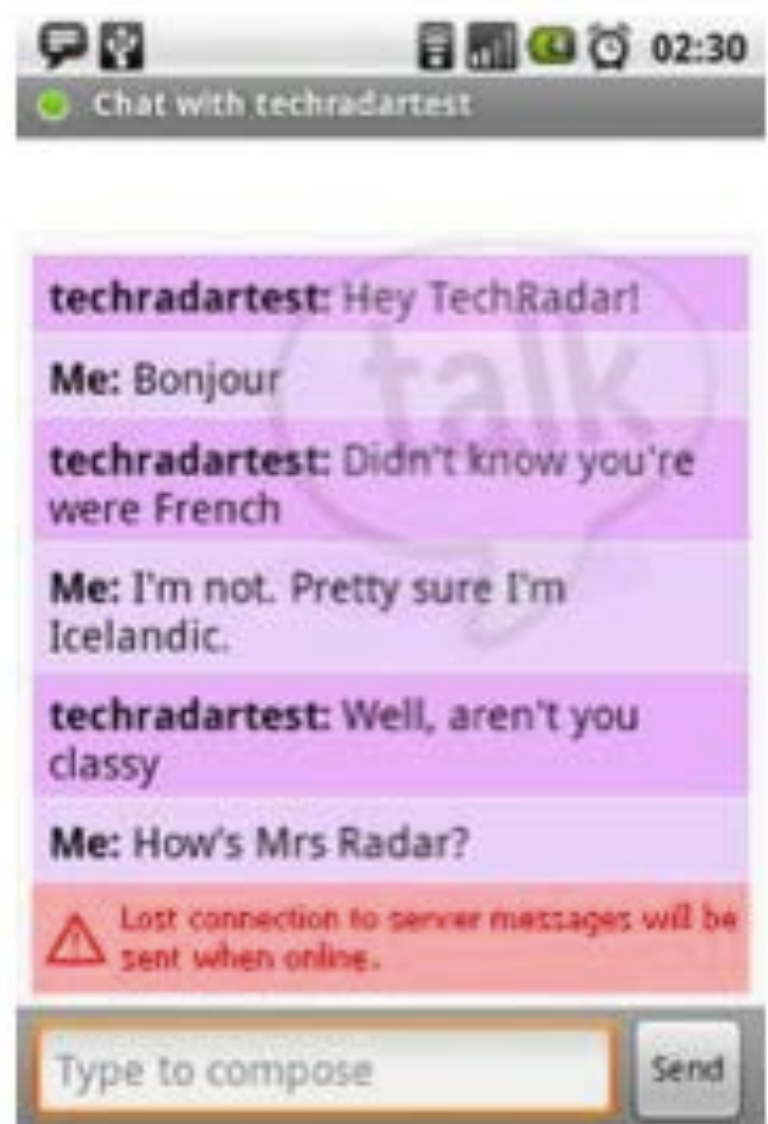 02:30
Chat with techradartest
talk
techradartest: Hey TechRadar!
Me: Bonjour
techradartest: Didn't know you're
were French
Me: I'm not. Pretty sure I'm
Icelandic.
techradartest: Well, aren't you
classy
Me: How's Mrs Radar?
Lost connection to server messages will be
sent when online.
Type to compose
Send